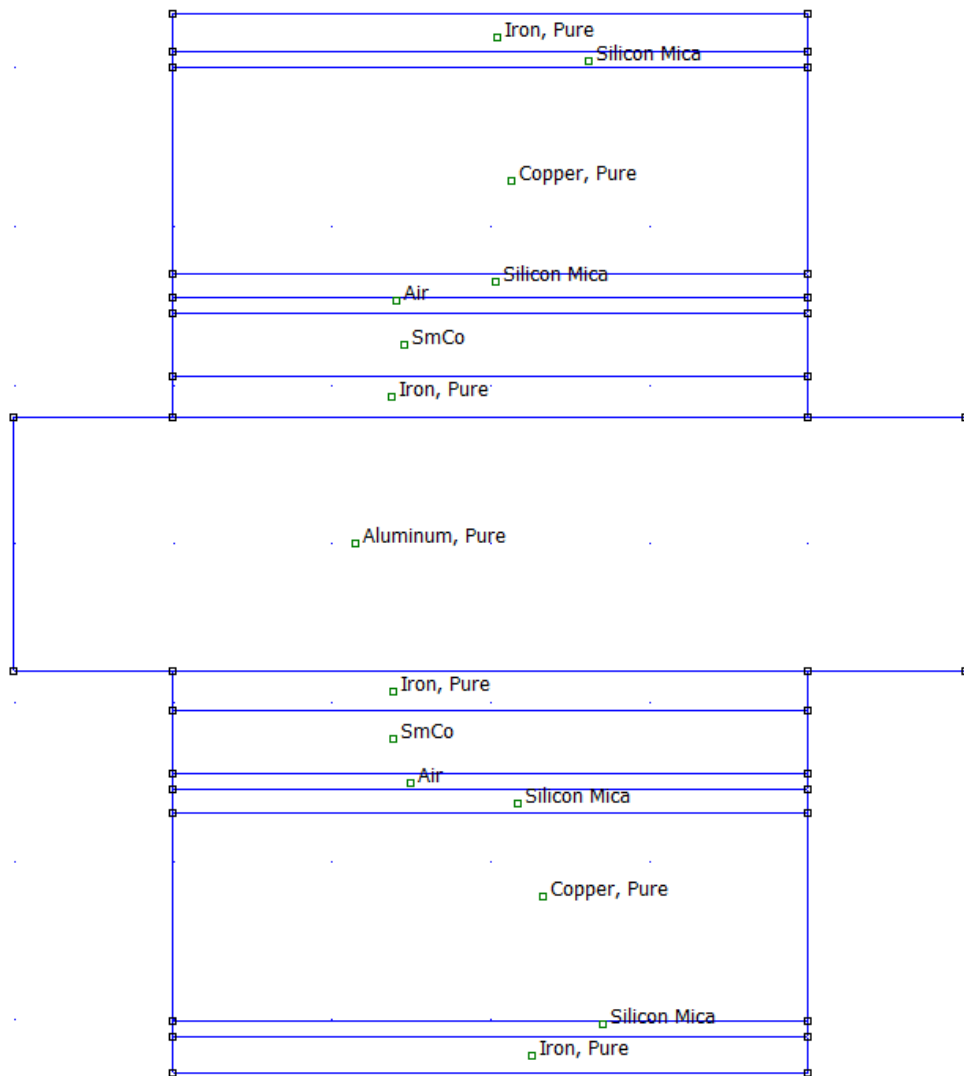 Iron, Pure
Silicon Mica
Copper, Pure
Silicon Mica
Air
SmCo
Iron, Pure
Aluminum, Pure
Iron, Pure
SmCo
Air
Silicon Mica
Copper, Pure
Silicon Mica
Iron, Pure